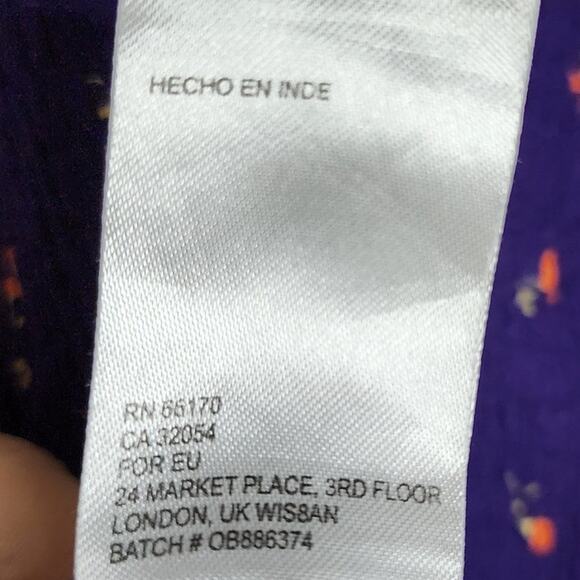 HECHO EN INDE
RN 66170
CA 32054
FOR EU
24 MARKET PLACE, 3RD FLOOR
LONDON, UK WIS8AN
BATCH # OB886374